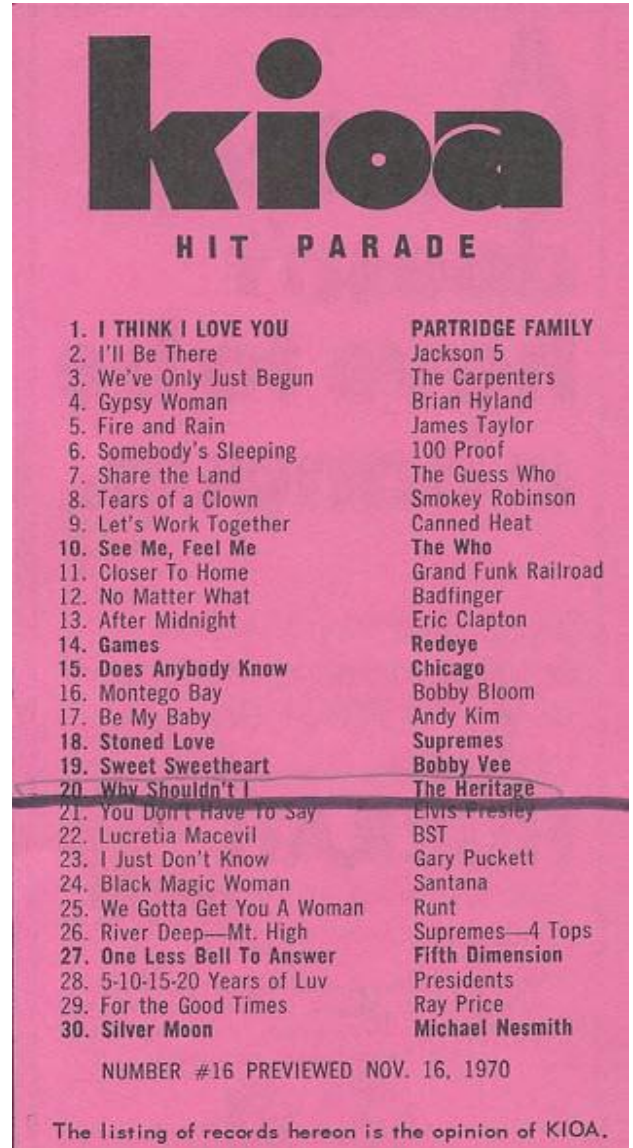 kioa
HIT PARADE
1. I THINK I LOVE YOU PARTRIDGE FAMILY
2. I'll Be There Jackson 5
3. We've Only Just Begun The Carpenters
4. Gypsy Woman Brian Hyland
5. Fire and Rain James Taylor
6. Somebody's Sleeping 100 Proof
7. Share the Land The Guess Who
8. Tears of a Clown Smokey Robinson
9. Let's Work Together Canned Heat
10. See Me, Feel Me The Who
11. Closer To Home Grand Funk Railroad
12. No Matter What Badfinger
13. After Midnight Eric Clapton
14. Games Redeye
15. Does Anybody Know Chicago
16. Montego Bay Bobby Bloom
17. Be My Baby Andy Kim
18. Stoned Love Supremes
19. Sweet Sweetheart Bobby Vee
20. Why Shouldn't I The Heritage
21. You Don't Have To Say Elvis Presley
22. Lucretia Macevil BST
23. I Just Don't Know Gary Puckett
24. Black Magic Woman Santana
25. We Gotta Get You A Woman Runt
26. River Deep—Mt. High Supremes—4 Tops
27. One Less Bell To Answer Fifth Dimension
28. 5-10-15-20 Years of Luv Presidents
29. For the Good Times Ray Price
30. Silver Moon Michael Nesmith
NUMBER #16 PREVIEWED NOV. 16, 1970
The listing of records hereon is the opinion of KIOA.